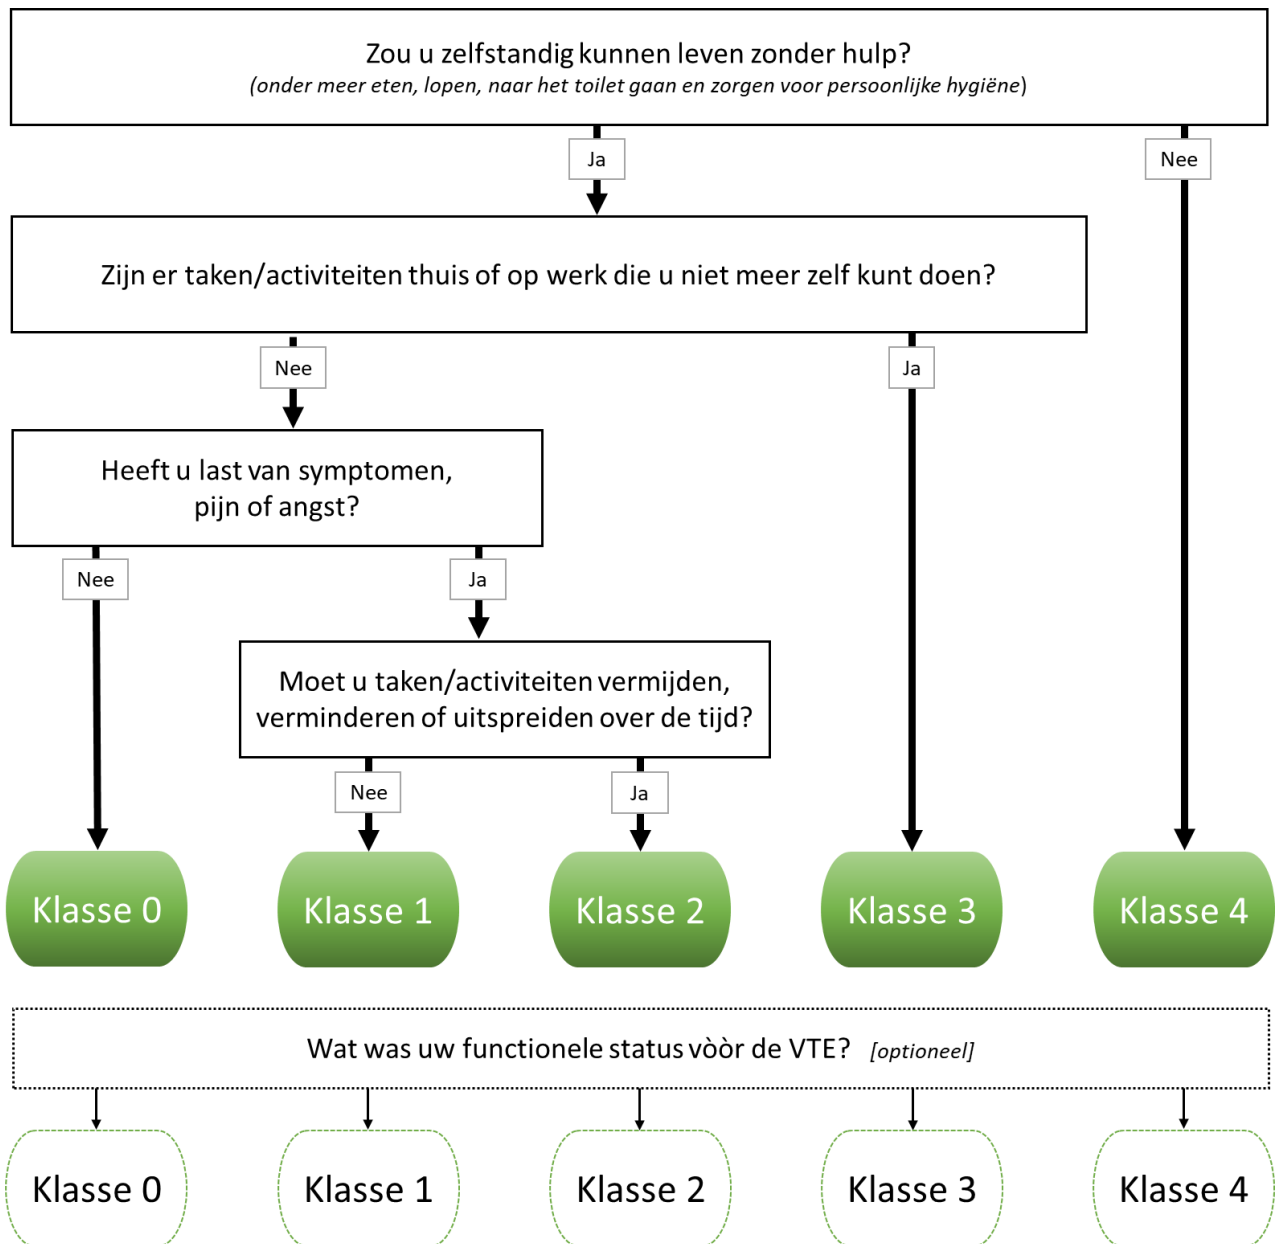 Zou u zelfstandig kunnen leven zonder hulp?
(onder meer eten, lopen, naar het toilet gaan en zorgen voor persoonlijke hygiëne)
Ja
Nee
Zijn er taken/activiteiten thuis of op werk die u niet meer zelf kunt doen?
Nee
Ja
Heeft u last van symptomen,
pijn of angst?
Nee
Ja
Moet u taken/activiteiten vermijden,
verminderen of uitspreiden over de tijd?
Nee
Ja
Klasse 0
Klasse 1
Klasse 2
Klasse 3
Klasse 4
Wat was uw functionele status vòòr de VTE? [optioneel]
Klasse 0
Klasse 1
Klasse 2
Klasse 3
Klasse 4